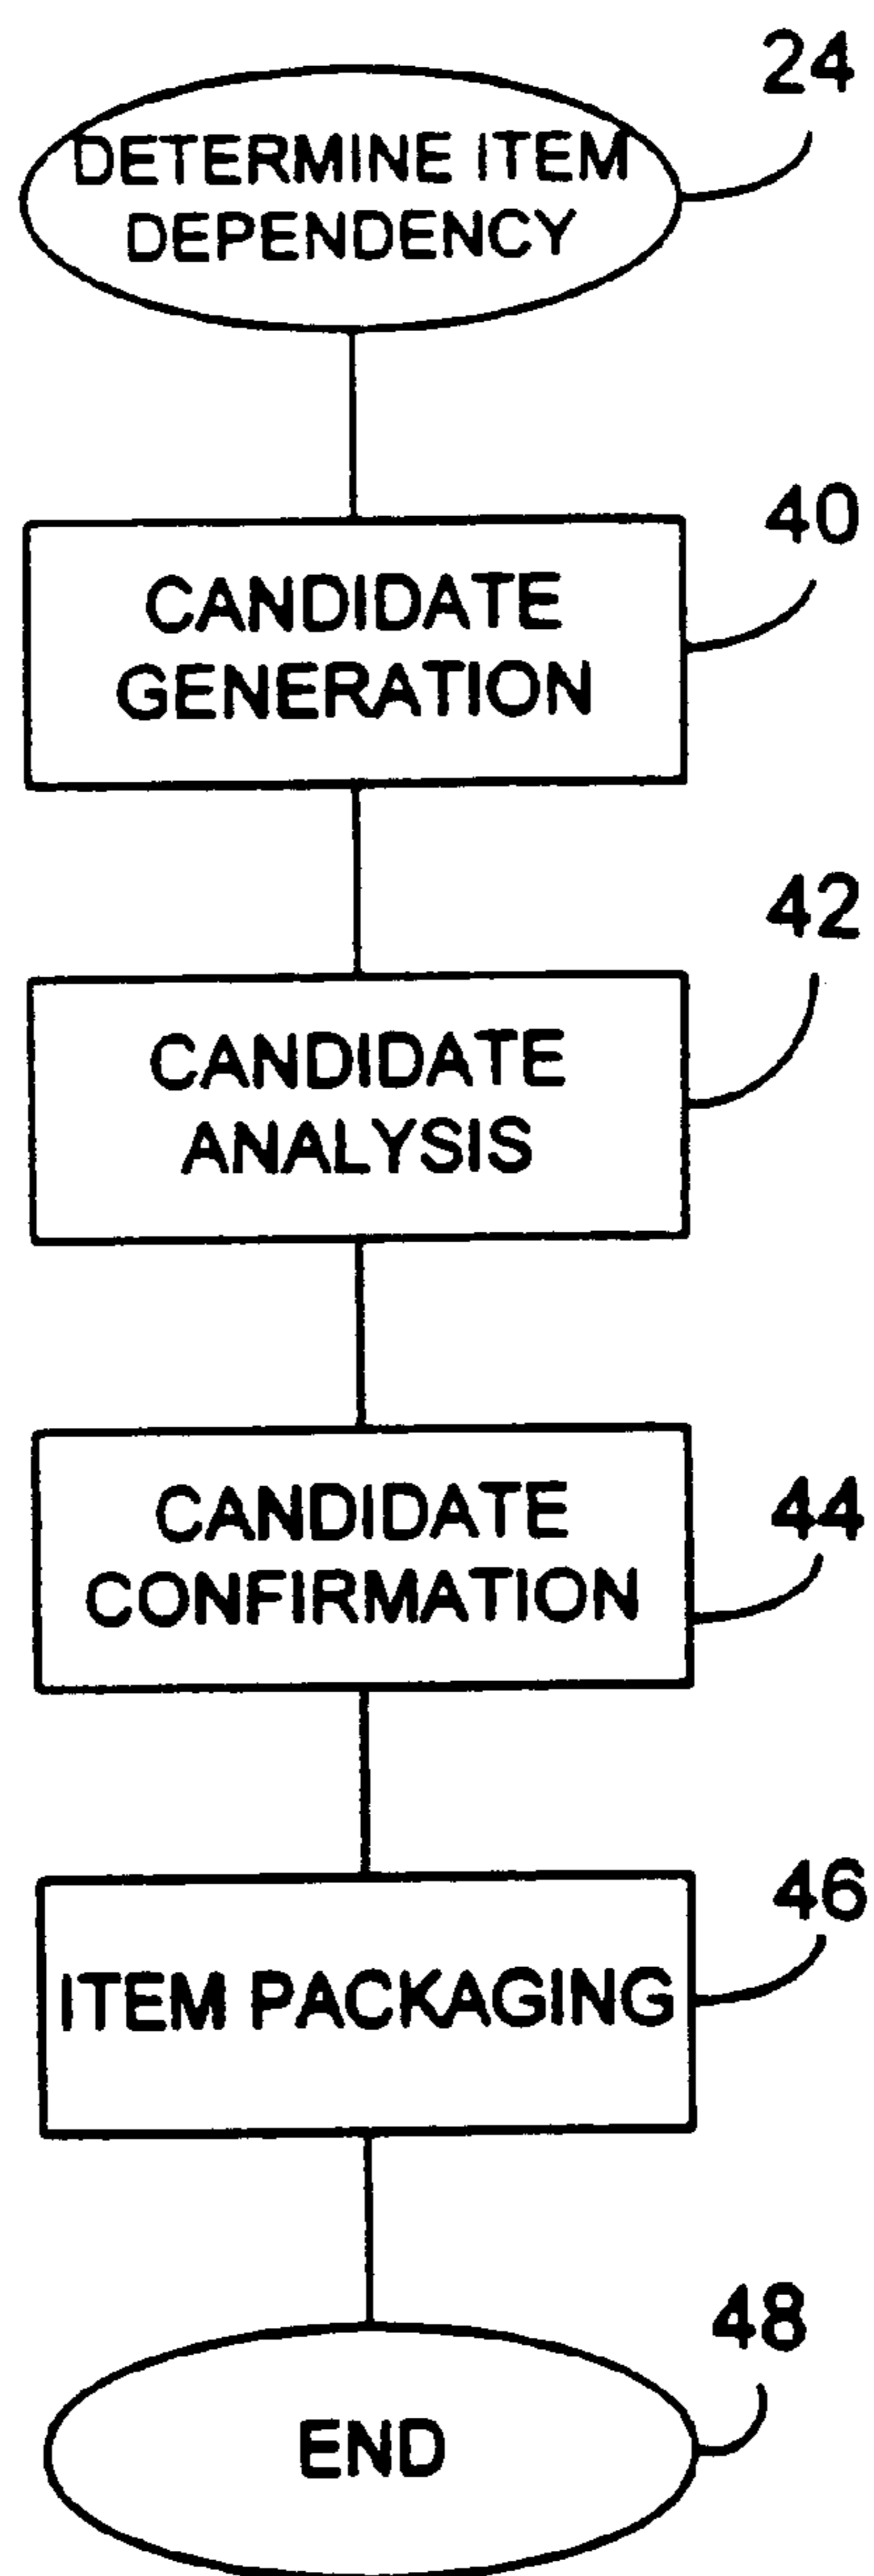 24
DETERMINE ITEM
DEPENDENCY
40
CANDIDATE
GENERATION
42
CANDIDATE
ANALYSIS
44
CANDIDATE
CONFIRMATION
46
ITEM PACKAGING
48
END